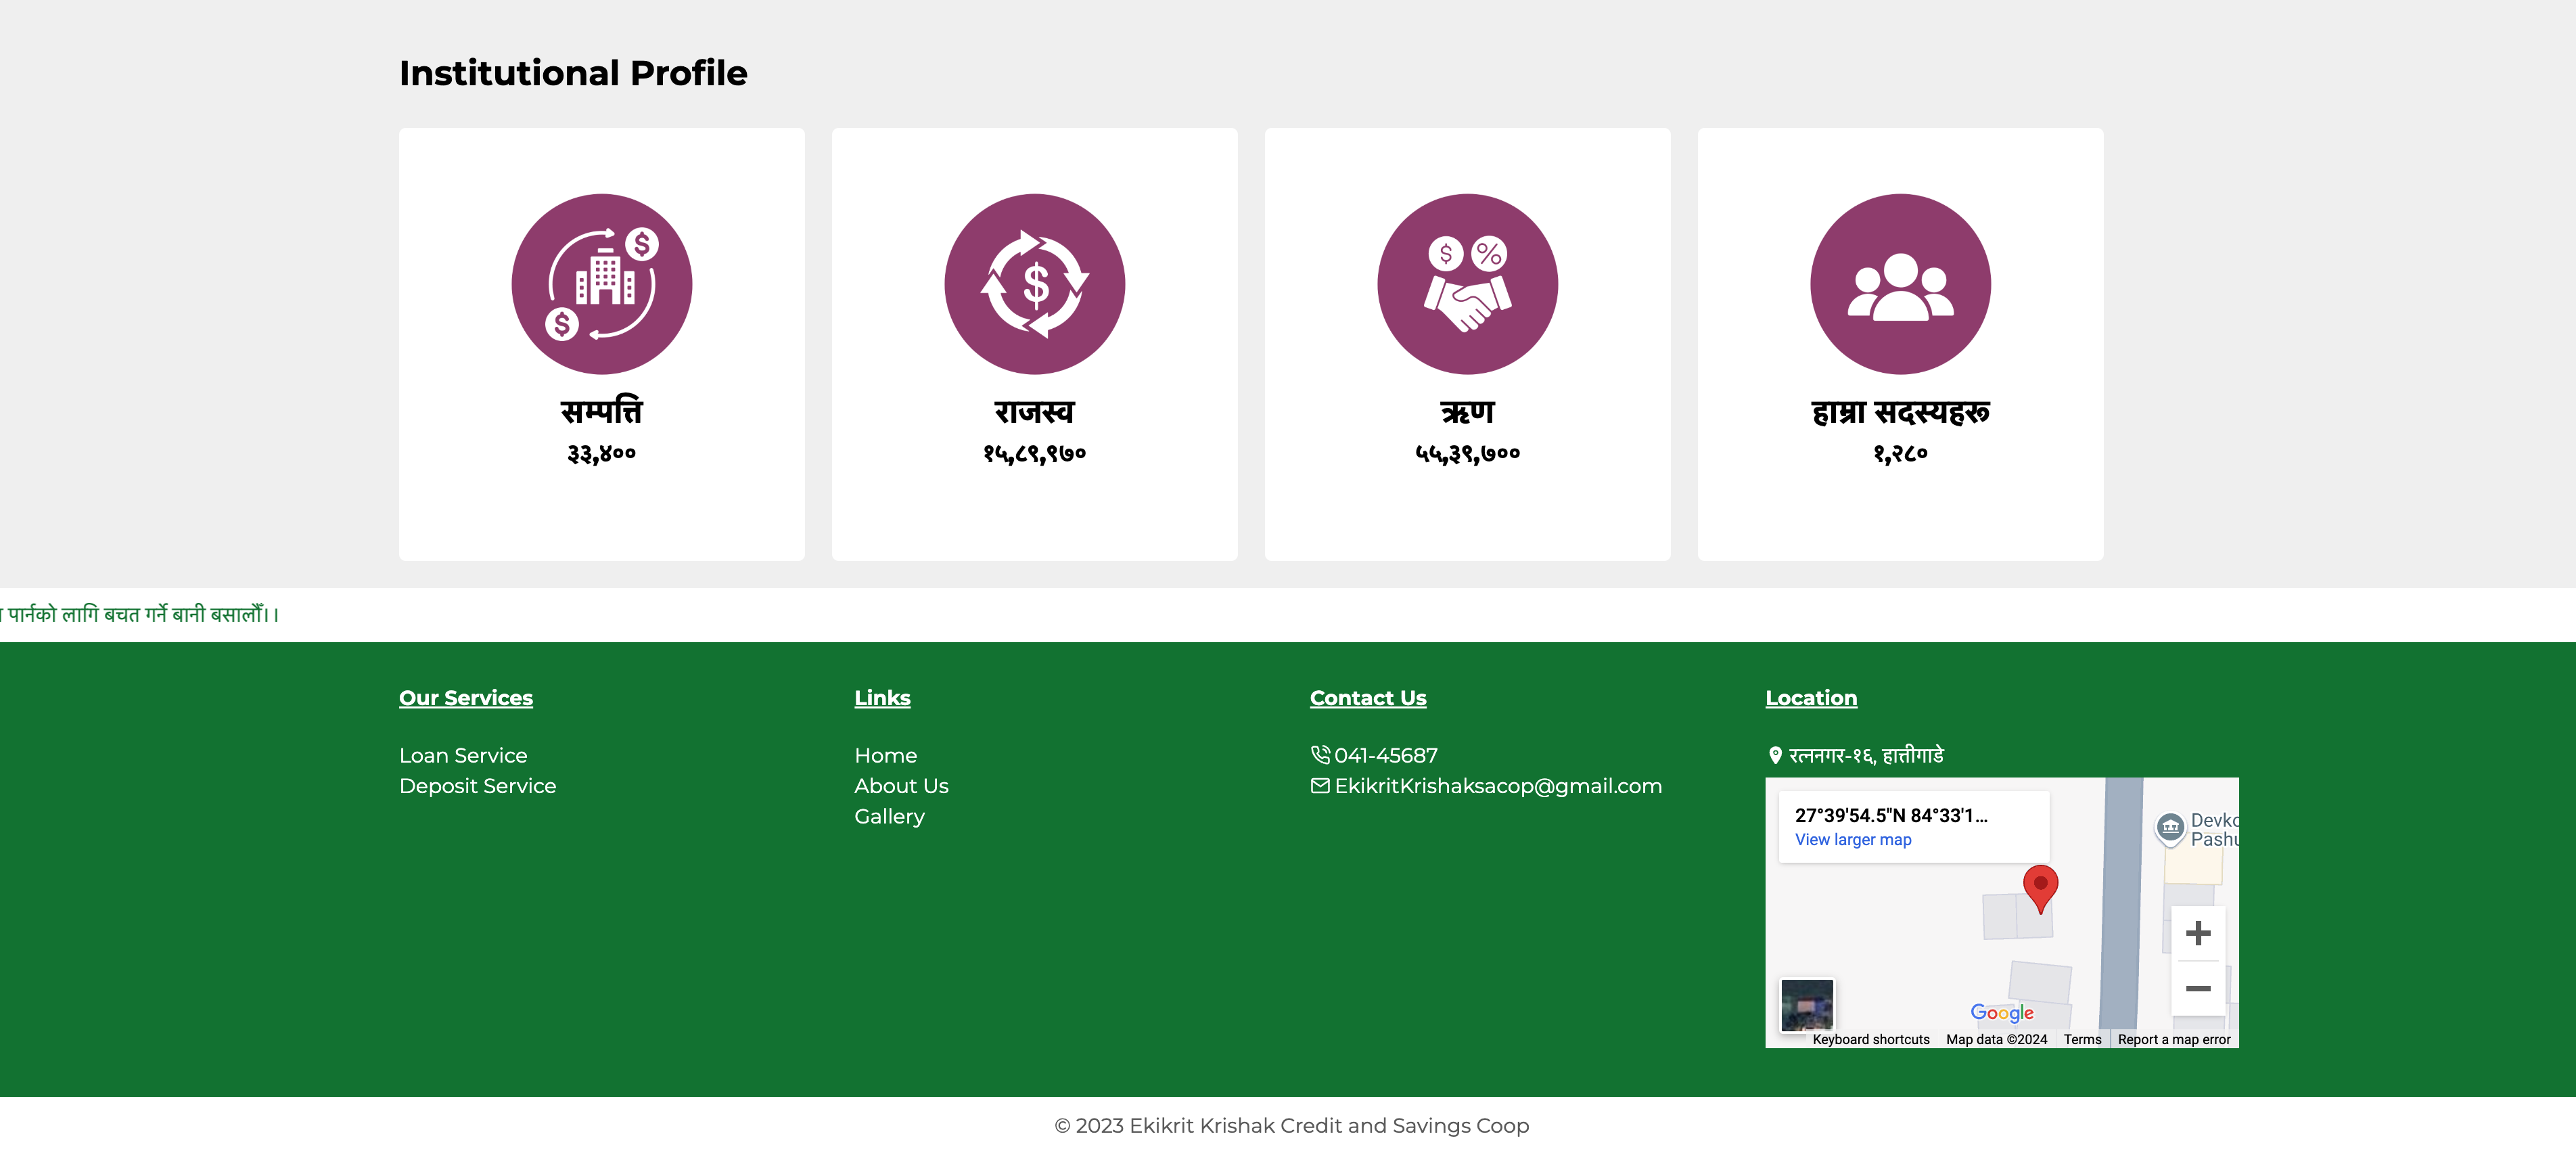 Institutional Profile
सम्पत्ति
३३,४००
राजस्व
१५,८९,९७०
ऋण
५५,३९,७००
हाम्रा सदस्यहरू
१,२८०
पार्नको लागि बचत गर्ने बानी बसालौँ।।
Our Services
Loan Service
Deposit Service
Links
Home
About Us
Gallery
Contact Us
041-45687
EkikritKrishaksacop@gmail.com
Location
रत्ननगर-१६, हात्तीगाडे
27°39'54.5"N 84°33'1...
View larger map
Devko
Pashu
Google
Keyboard shortcuts
Map data ©2024
Terms
Report a map error
© 2023 Ekikrit Krishak Credit and Savings Coop